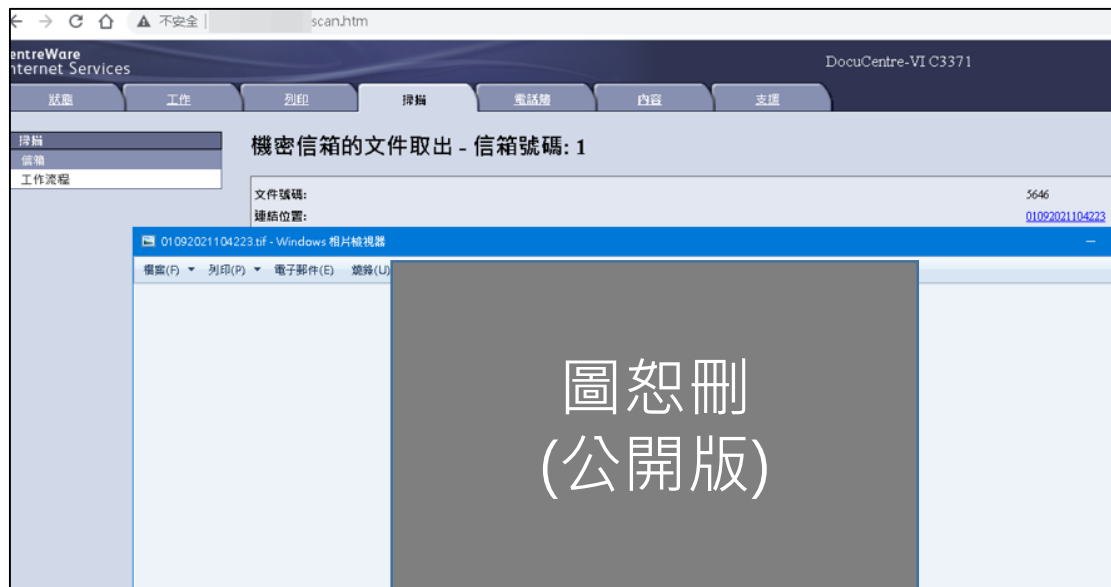 不安全
scan.htm
entreWare
nternet Services
DocuCentre-VI C3371
狀態
工作
列印
掃描
電話簿
內容
支援
掃描
信箱
工作流程
機密信箱的文件取出 - 信箱號碼: 1
文件號碼:
5646
連結位置:
01092021104223
01092021104223.tif - Windows 相片檢視器
檔案(F)
列印(P)
電子郵件(E)
燒錄(U)
圖恕刪
(公開版)